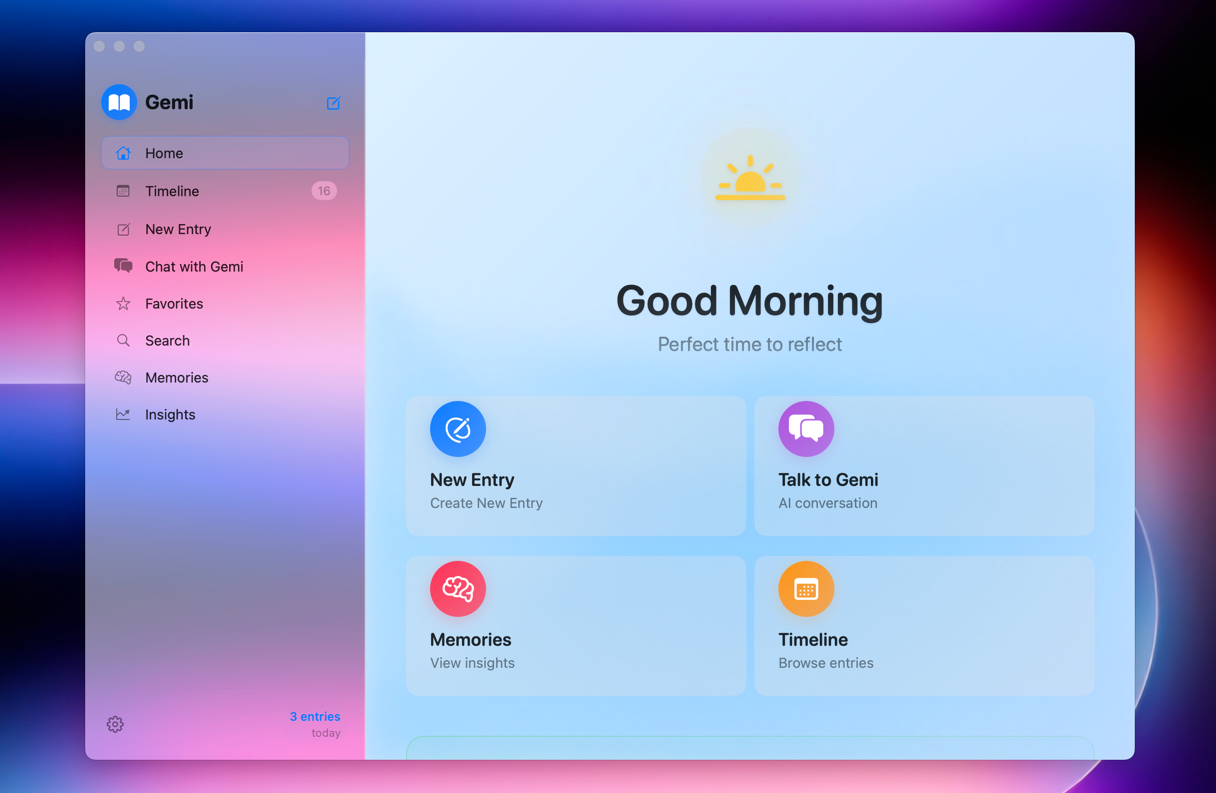 Gemi
Home
Timeline
16
New Entry
Chat with Gemi
Favorites
Search
Memories
Insights
3 entries
today
Good Morning
Perfect time to reflect
New Entry
Create New Entry
Talk to Gemi
AI conversation
Memories
View insights
Timeline
Browse entries